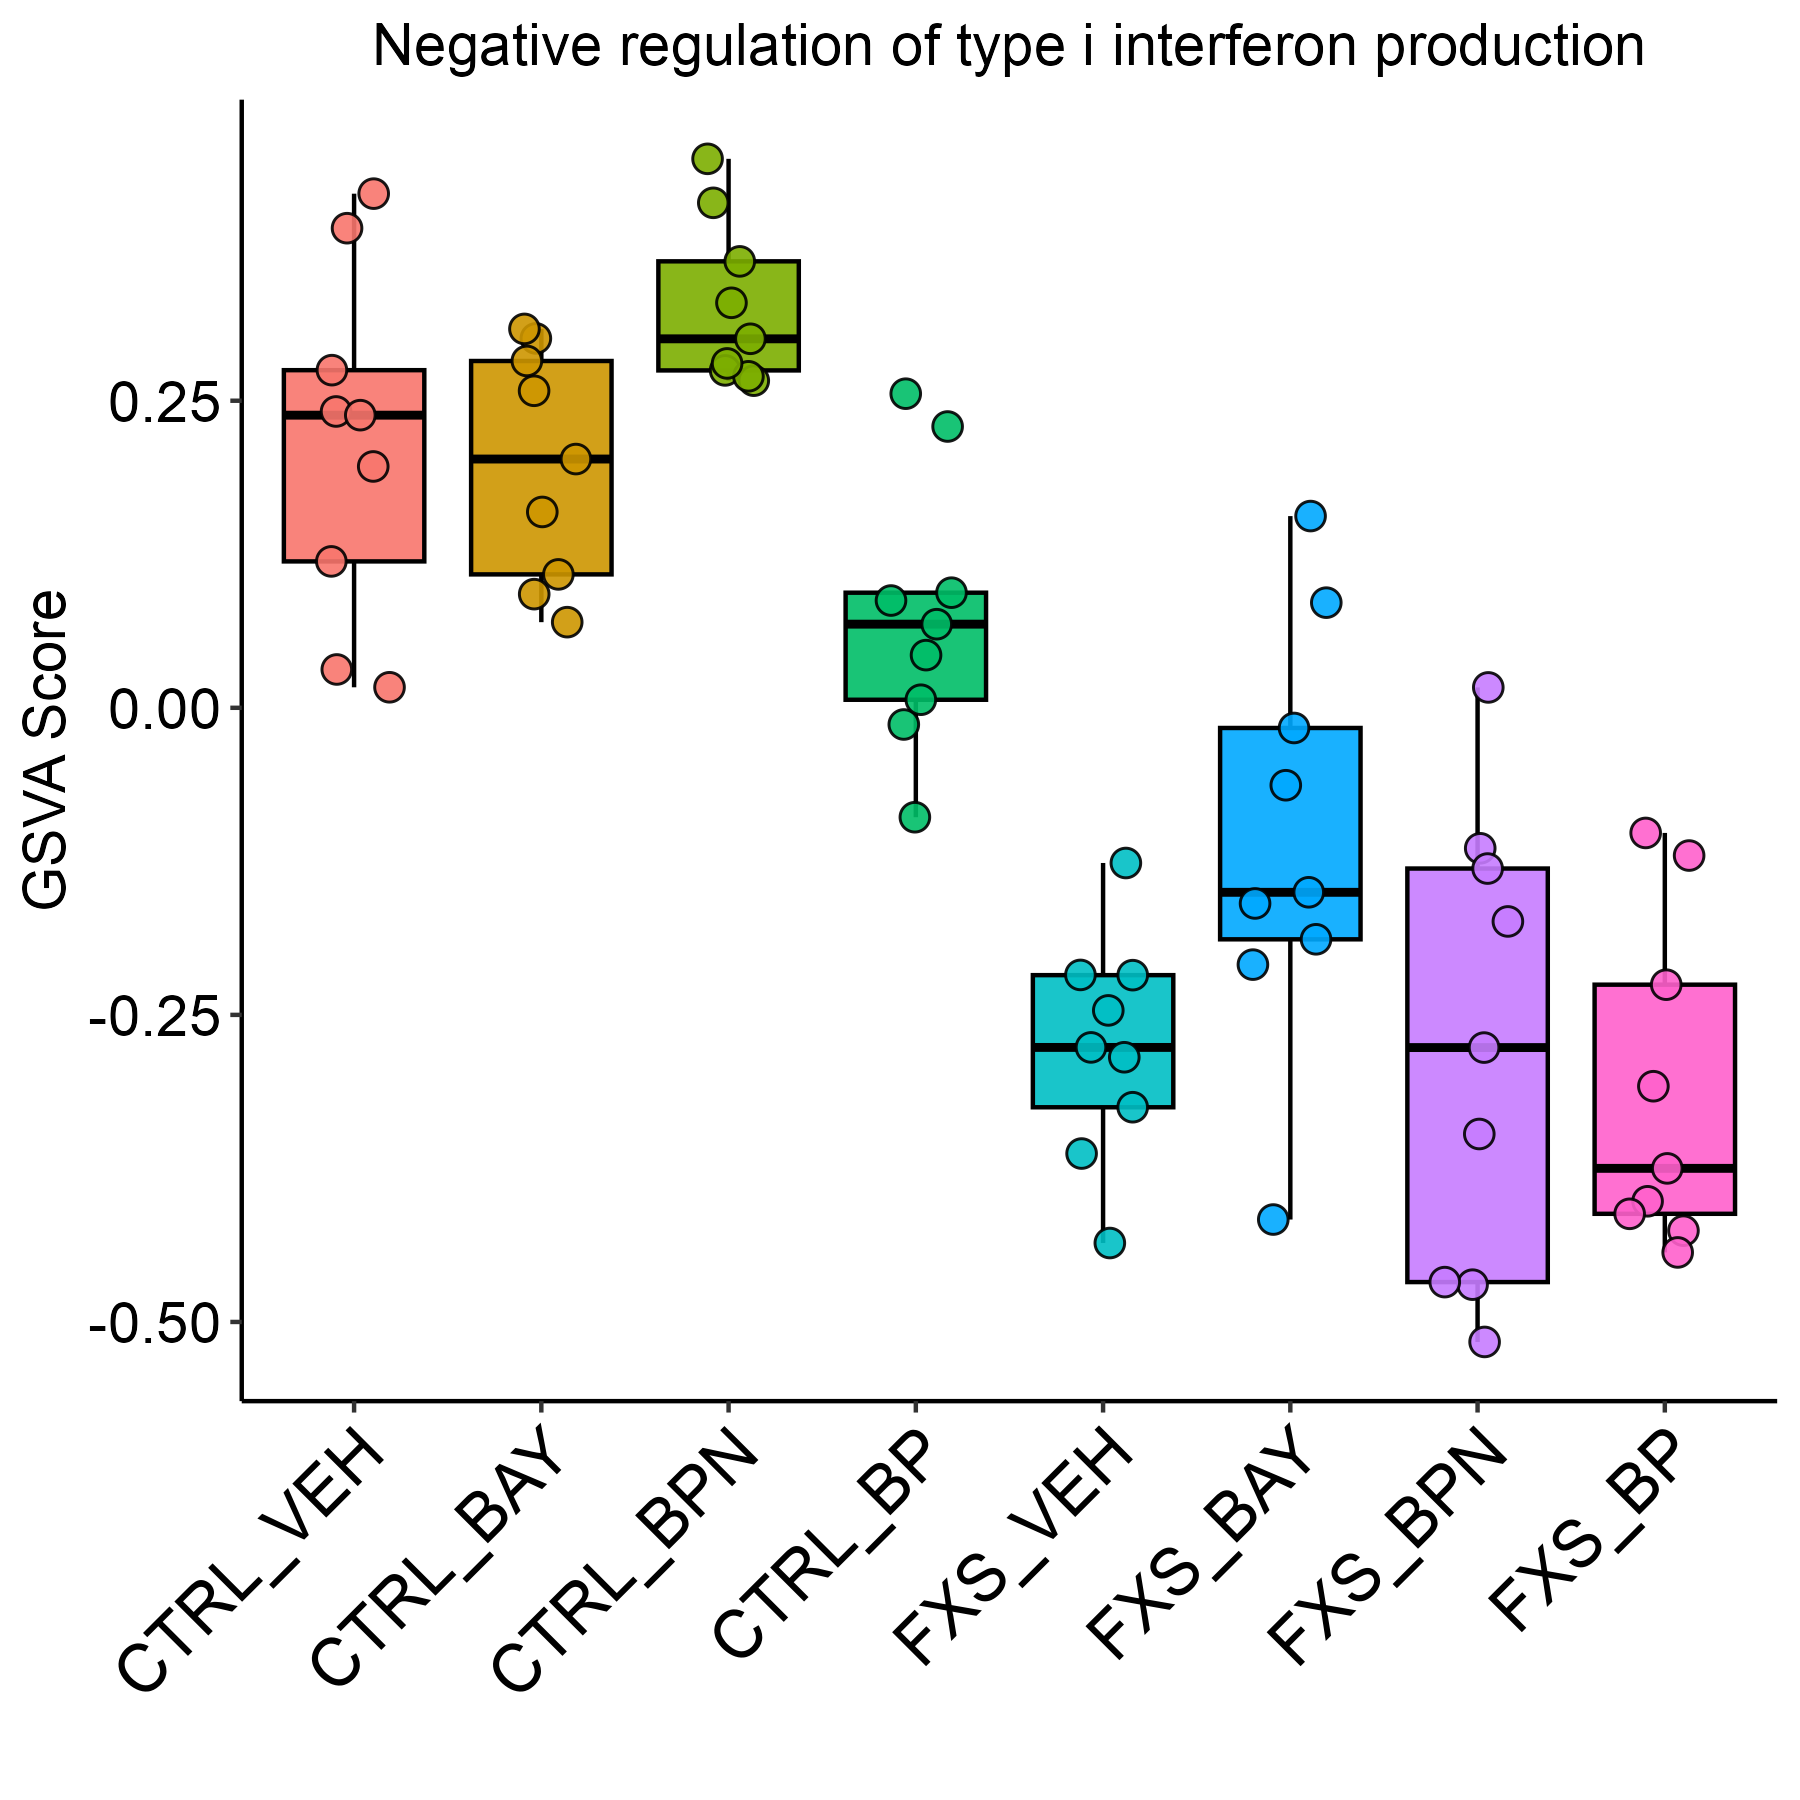 Negative regulation of type i interferon production
GSVA Score
0.25
0.00
-0.25
-0.50
CTRL_VEH
CTRL_BAY
CTRL_BPN
CTRL_BP
FXS_VEH
FXS_BAY
FXS_BPN
FXS_BP